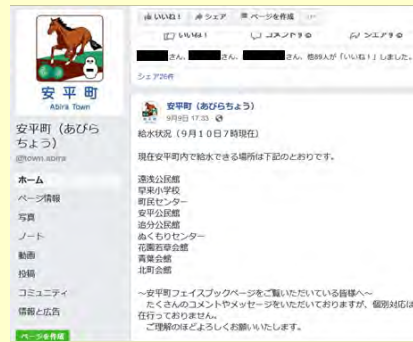 安平町
Abira Town
安平町（あびら
ちょう）
@town.abira
ホーム
ページ情報
写真
ノート
動画
投稿
コミュニティ
情報と広告
ページを作成
いいね！ シェア ページを作成 ...
いいね！ コメントする シェアする
さん、 さん、 さん、他89人が「いいね！」しました。
シェア26件
安平町（あびらちょう）
9月9日 17:33
給水状況（９月１０日７時現在）
現在安平町内で給水できる場所は下記のとおりです。
遠浅公民館
早来小学校
町民センター
安平公民館
追分公民館
ぬくもりセンター
花園若草会館
青葉会館
北町会館
～安平町フェイスブックページをご覧いただいている皆様へ～
たくさんのコメントやメッセージをいただいておりますが、個別対応は
在行っておりません。
ご理解のほどよろしくお願いいたします。